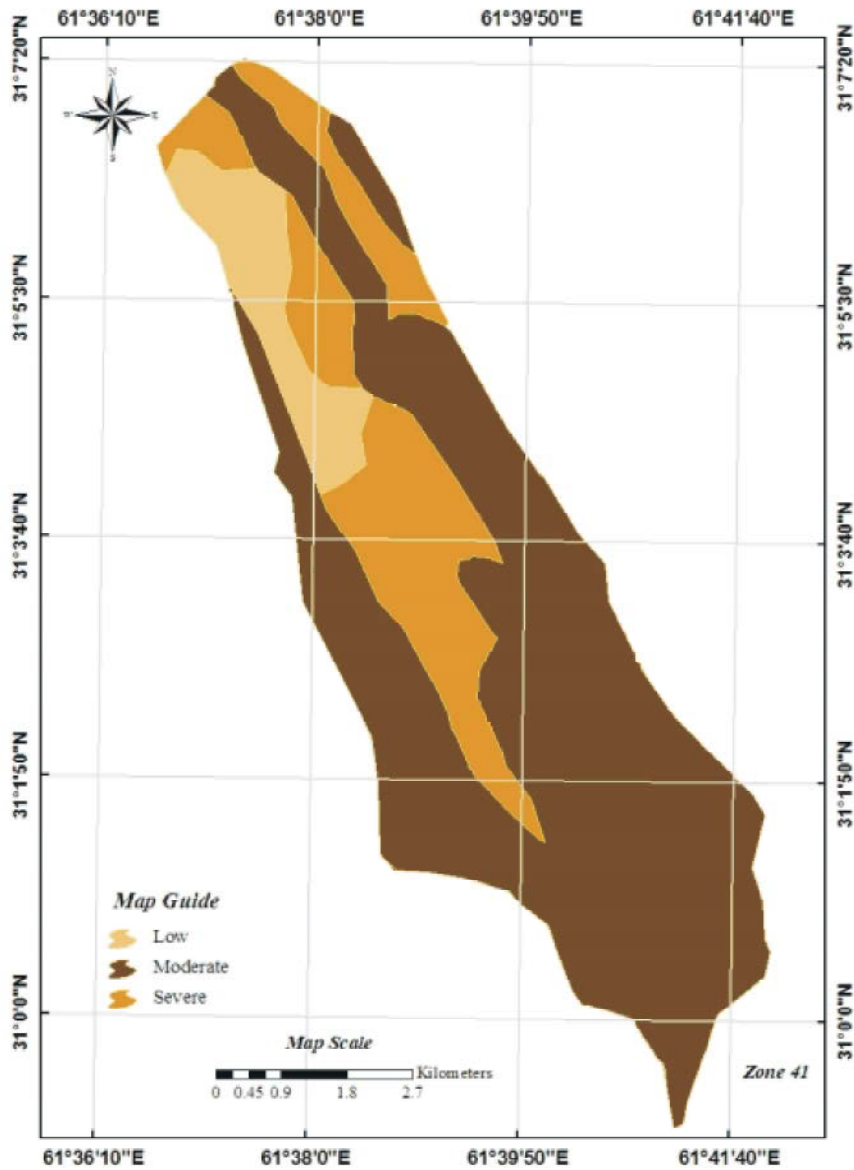 61°36'10"E 61°38'0"E 61°39'50"E 61°41'40"E
31°7'20"N 31°7'20"N
N
W E
S
31°5'30"N 31°5'30"N
31°3'40"N 31°3'40"N
31°1'50"N 31°1'50"N
Map Guide
Low
Moderate
Severe
31°0'0"N 31°0'0"N
Map Scale
Kilometers
0 0.45 0.9 1.8 2.7
Zone 41
61°36'10"E 61°38'0"E 61°39'50"E 61°41'40"E